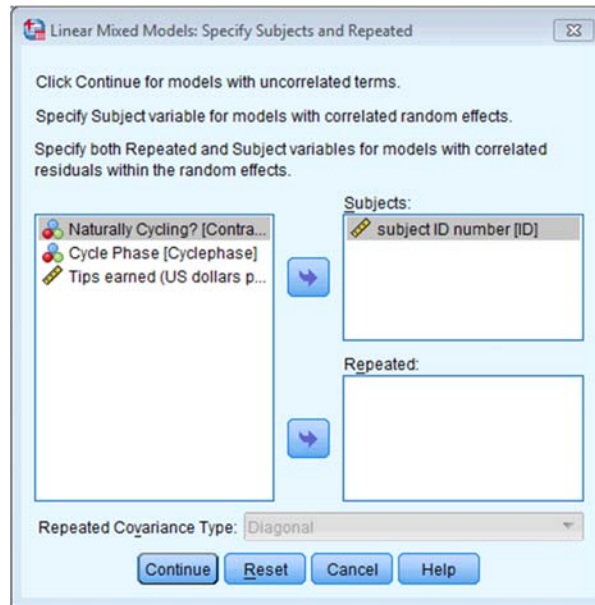 Linear Mixed Models: Specify Subjects and Repeated
Click Continue for models with uncorrelated terms.
Specify Subject variable for models with correlated random effects.
Specify both Repeated and Subject variables for models with correlated
residuals within the random effects.
Subjects:
Naturally Cycling? [Contra...
Cycle Phase [Cyclephase]
Tips earned (US dollars p...
subject ID number [ID]
Repeated:
Repeated Covariance Type: Diagonal
Continue Reset Cancel Help